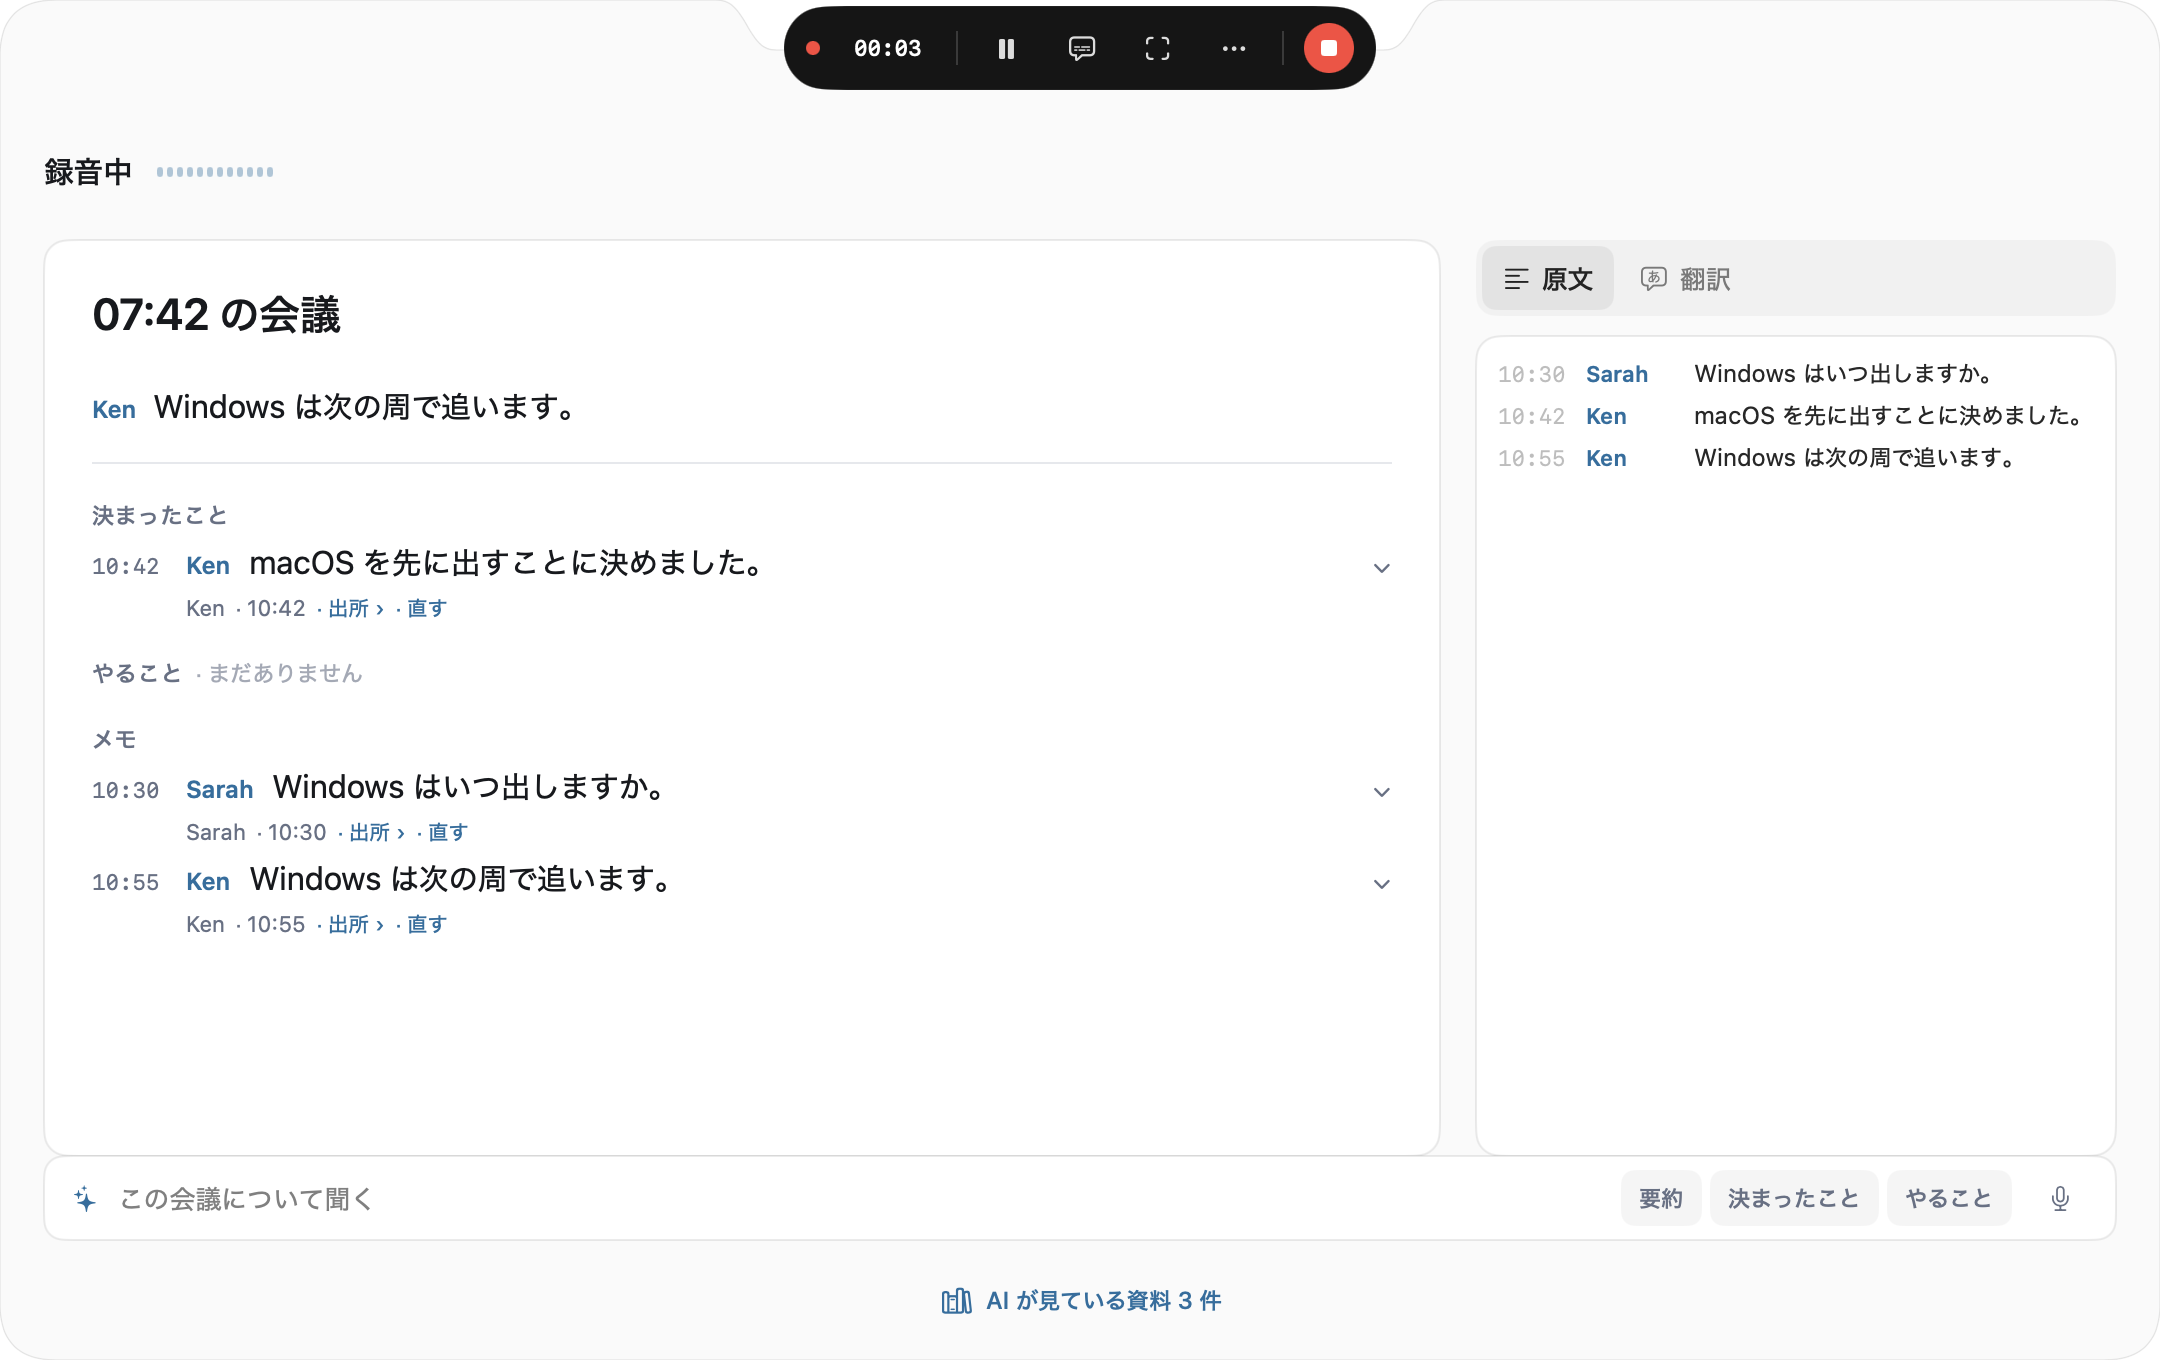 00:03
録音中
07:42 の会議
Ken Windows は次の周で追います。
決まったこと
10:42 Ken macOS を先に出すことに決めました。
Ken · 10:42 · 出所 › · 直す
やること · まだありません
メモ
10:30 Sarah Windows はいつ出しますか。
Sarah · 10:30 · 出所 › · 直す
10:55 Ken Windows は次の周で追います。
Ken · 10:55 · 出所 › · 直す
原文 あ 翻訳
10:30 Sarah Windows はいつ出しますか。
10:42 Ken macOS を先に出すことに決めました。
10:55 Ken Windows は次の周で追います。
この会議について聞く 要約 決まったこと やること
AI が見ている資料 3 件